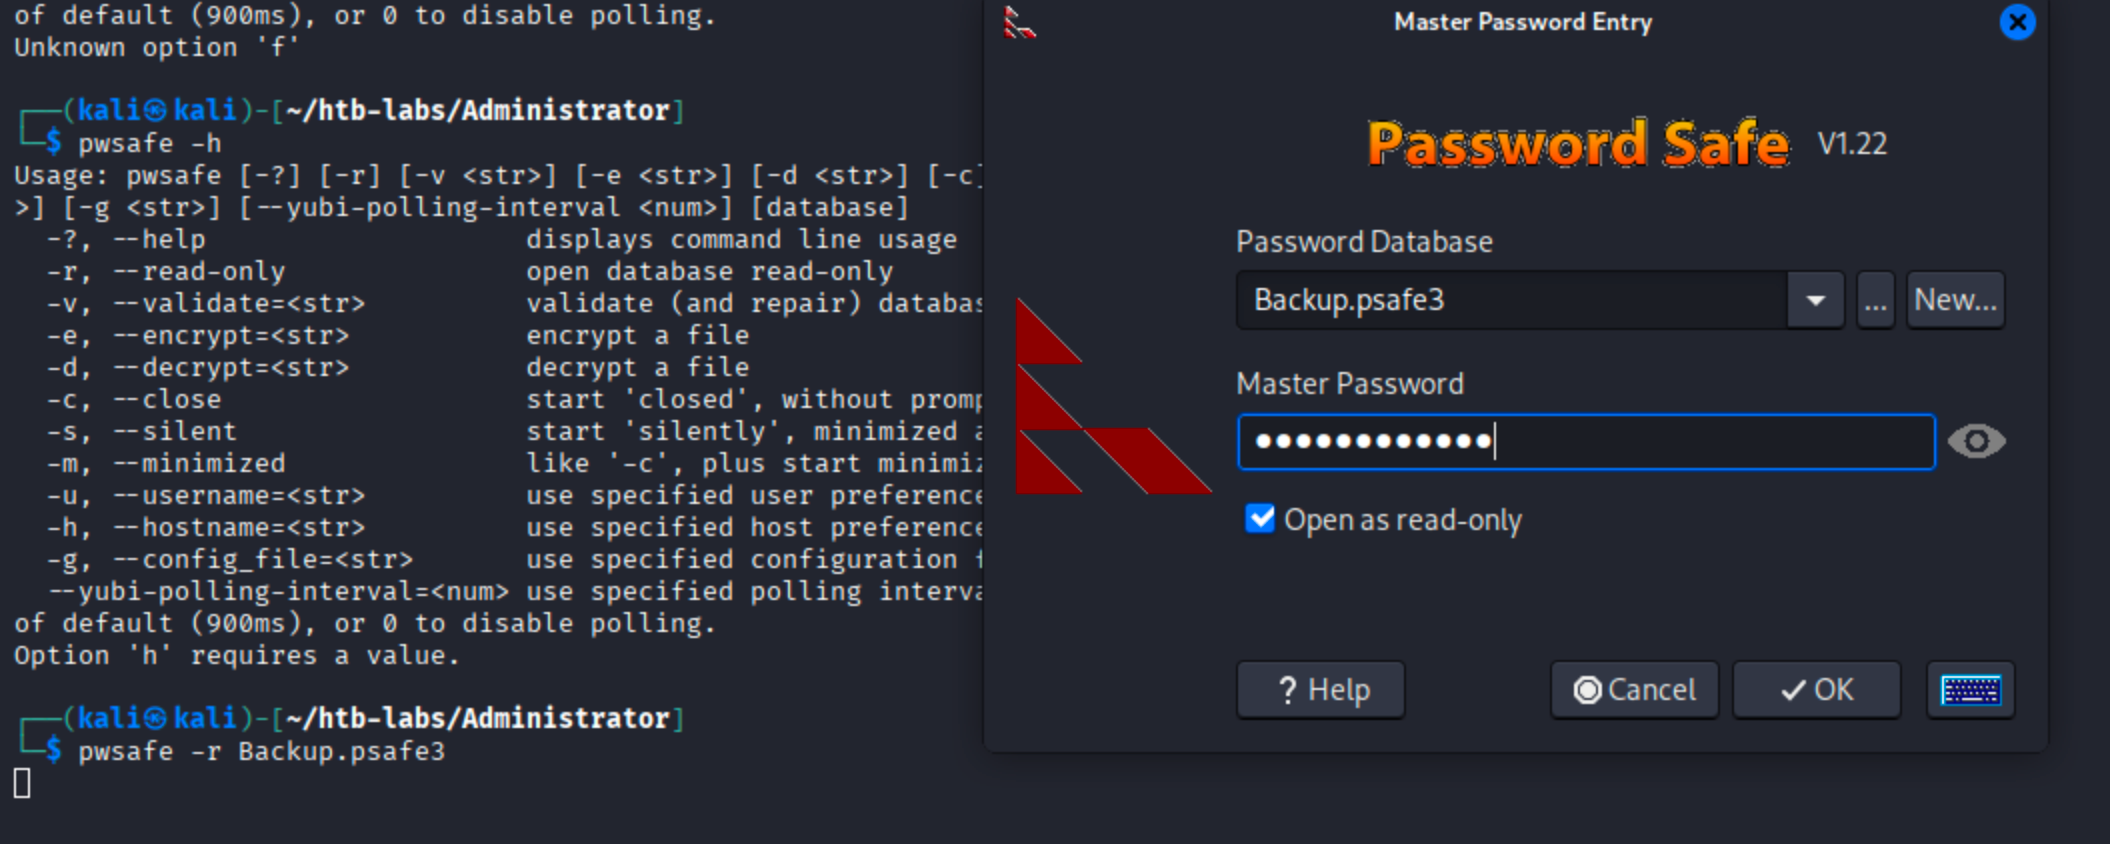 of default (900ms), or 0 to disable polling.
Unknown option 'f'
┌──(kali㉿kali)-[~/htb-labs/Administrator]
└─$ pwsafe -h
Usage: pwsafe [-?] [-r] [-v <str>] [-e <str>] [-d <str>] [-c]
>] [-g <str>] [--yubi-polling-interval <num>] [database]
-?, --help displays command line usage
-r, --read-only open database read-only
-v, --validate=<str> validate (and repair) databas
-e, --encrypt=<str> encrypt a file
-d, --decrypt=<str> decrypt a file
-c, --close start 'closed', without promp
-s, --silent start 'silently', minimized a
-m, --minimized like '-c', plus start minimiz
-u, --username=<str> use specified user preference
-h, --hostname=<str> use specified host preference
-g, --config_file=<str> use specified configuration f
--yubi-polling-interval=<num> use specified polling interva
of default (900ms), or 0 to disable polling.
Option 'h' requires a value.
┌──(kali㉿kali)-[~/htb-labs/Administrator]
└─$ pwsafe -r Backup.psafe3
Master Password Entry
Password Safe V1.22
Password Database
Backup.psafe3 ... New...
Master Password
●●●●●●●●●●●●
Open as read-only
? Help Cancel OK